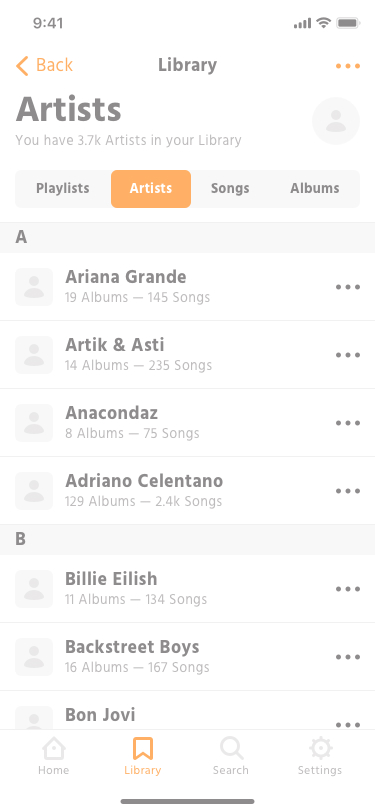 9:41
Back
Library
Artists
You have 3.7k Artists in your Library
Playlists
Artists
Songs
Albums
A
Ariana Grande
19 Albums — 145 Songs
Artik & Asti
14 Albums — 235 Songs
Anacondaz
8 Albums — 75 Songs
Adriano Celentano
129 Albums — 2.4k Songs
B
Billie Eilish
11 Albums — 134 Songs
Backstreet Boys
16 Albums — 167 Songs
Bon Jovi
Home
Library
Search
Settings